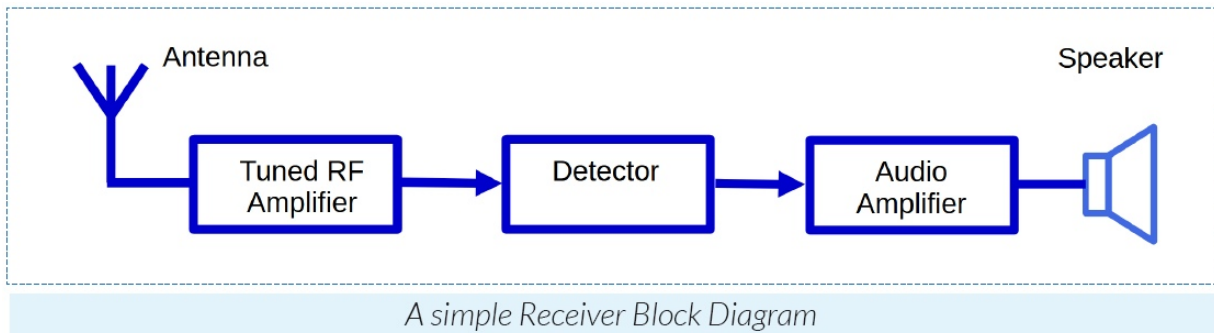 Antenna
Speaker
Tuned RF
Amplifier
Detector
Audio
Amplifier
A simple Receiver Block Diagram